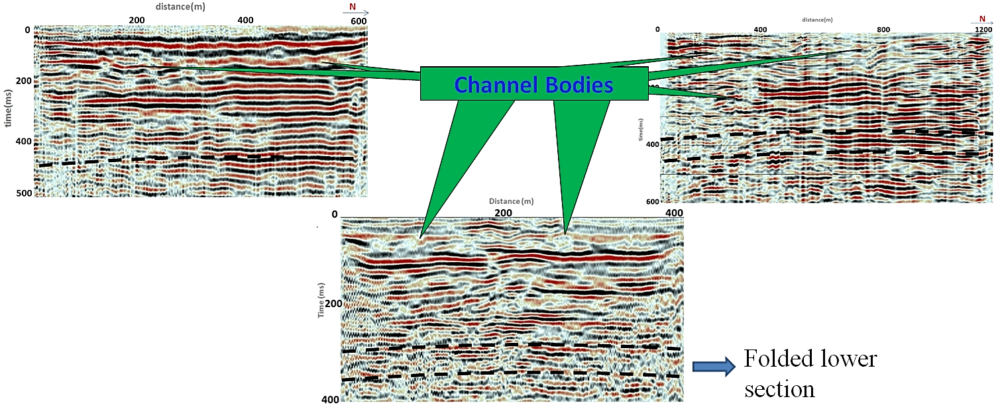 distance(m)
N
200
400
600
0
200
400
500
time(ms)
distance(m)
N
0
400
800
1200
400
600
time(ms)
Channel Bodies
Distance (m)
0
200
400
200
400
Time (ms)
Folded lower
section